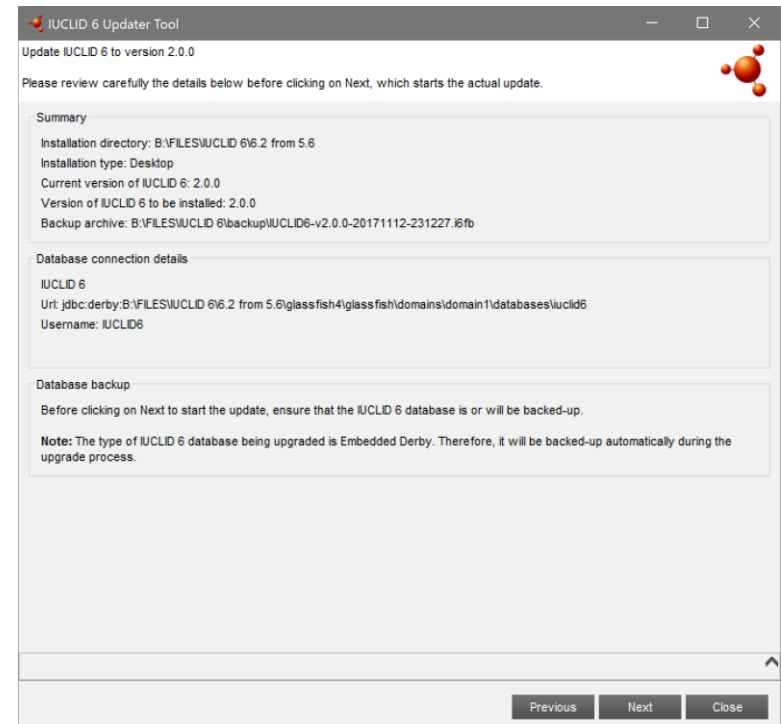 IUCLID 6 Updater Tool
Update IUCLID 6 to version 2.0.0
Please review carefully the details below before clicking on Next, which starts the actual update.
Summary
Installation directory: B:\FILES\IUCLID 6\6.2 from 5.6
Installation type: Desktop
Current version of IUCLID 6: 2.0.0
Version of IUCLID 6 to be installed: 2.0.0
Backup archive: B:\FILES\IUCLID 6\backup\IUCLID6-v2.0.0-20171112-231227.i6fb
Database connection details
IUCLID 6
Url: jdbc:derby:B:\FILES\IUCLID 6\6.2 from 5.6\glassfish4\glassfish\domains\domain1\databases\iuclid6
Username: IUCLID6
Database backup
Before clicking on Next to start the update, ensure that the IUCLID 6 database is or will be backed-up.
Note: The type of IUCLID 6 database being upgraded is Embedded Derby. Therefore, it will be backed-up automatically during the
upgrade process.
Previous Next Close